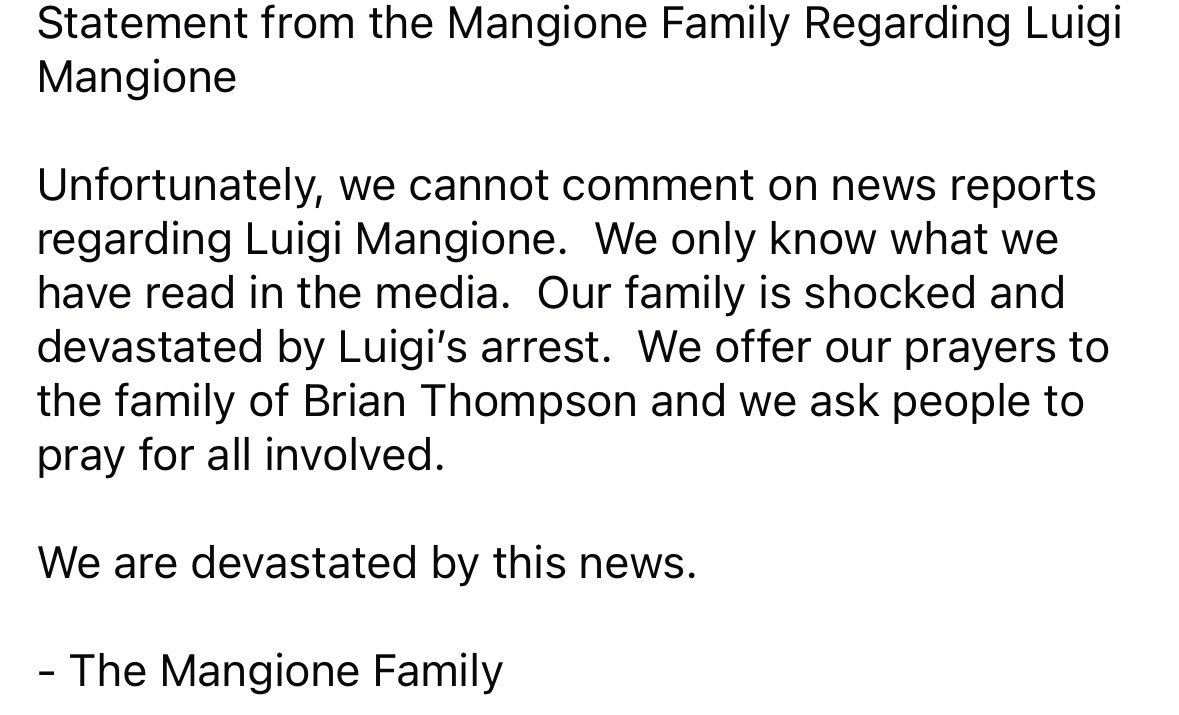 Statement from the Mangione Family Regarding Luigi
Mangione
Unfortunately, we cannot comment on news reports
regarding Luigi Mangione.  We only know what we
have read in the media.  Our family is shocked and
devastated by Luigi’s arrest.  We offer our prayers to
the family of Brian Thompson and we ask people to
pray for all involved.
We are devastated by this news.
- The Mangione Family